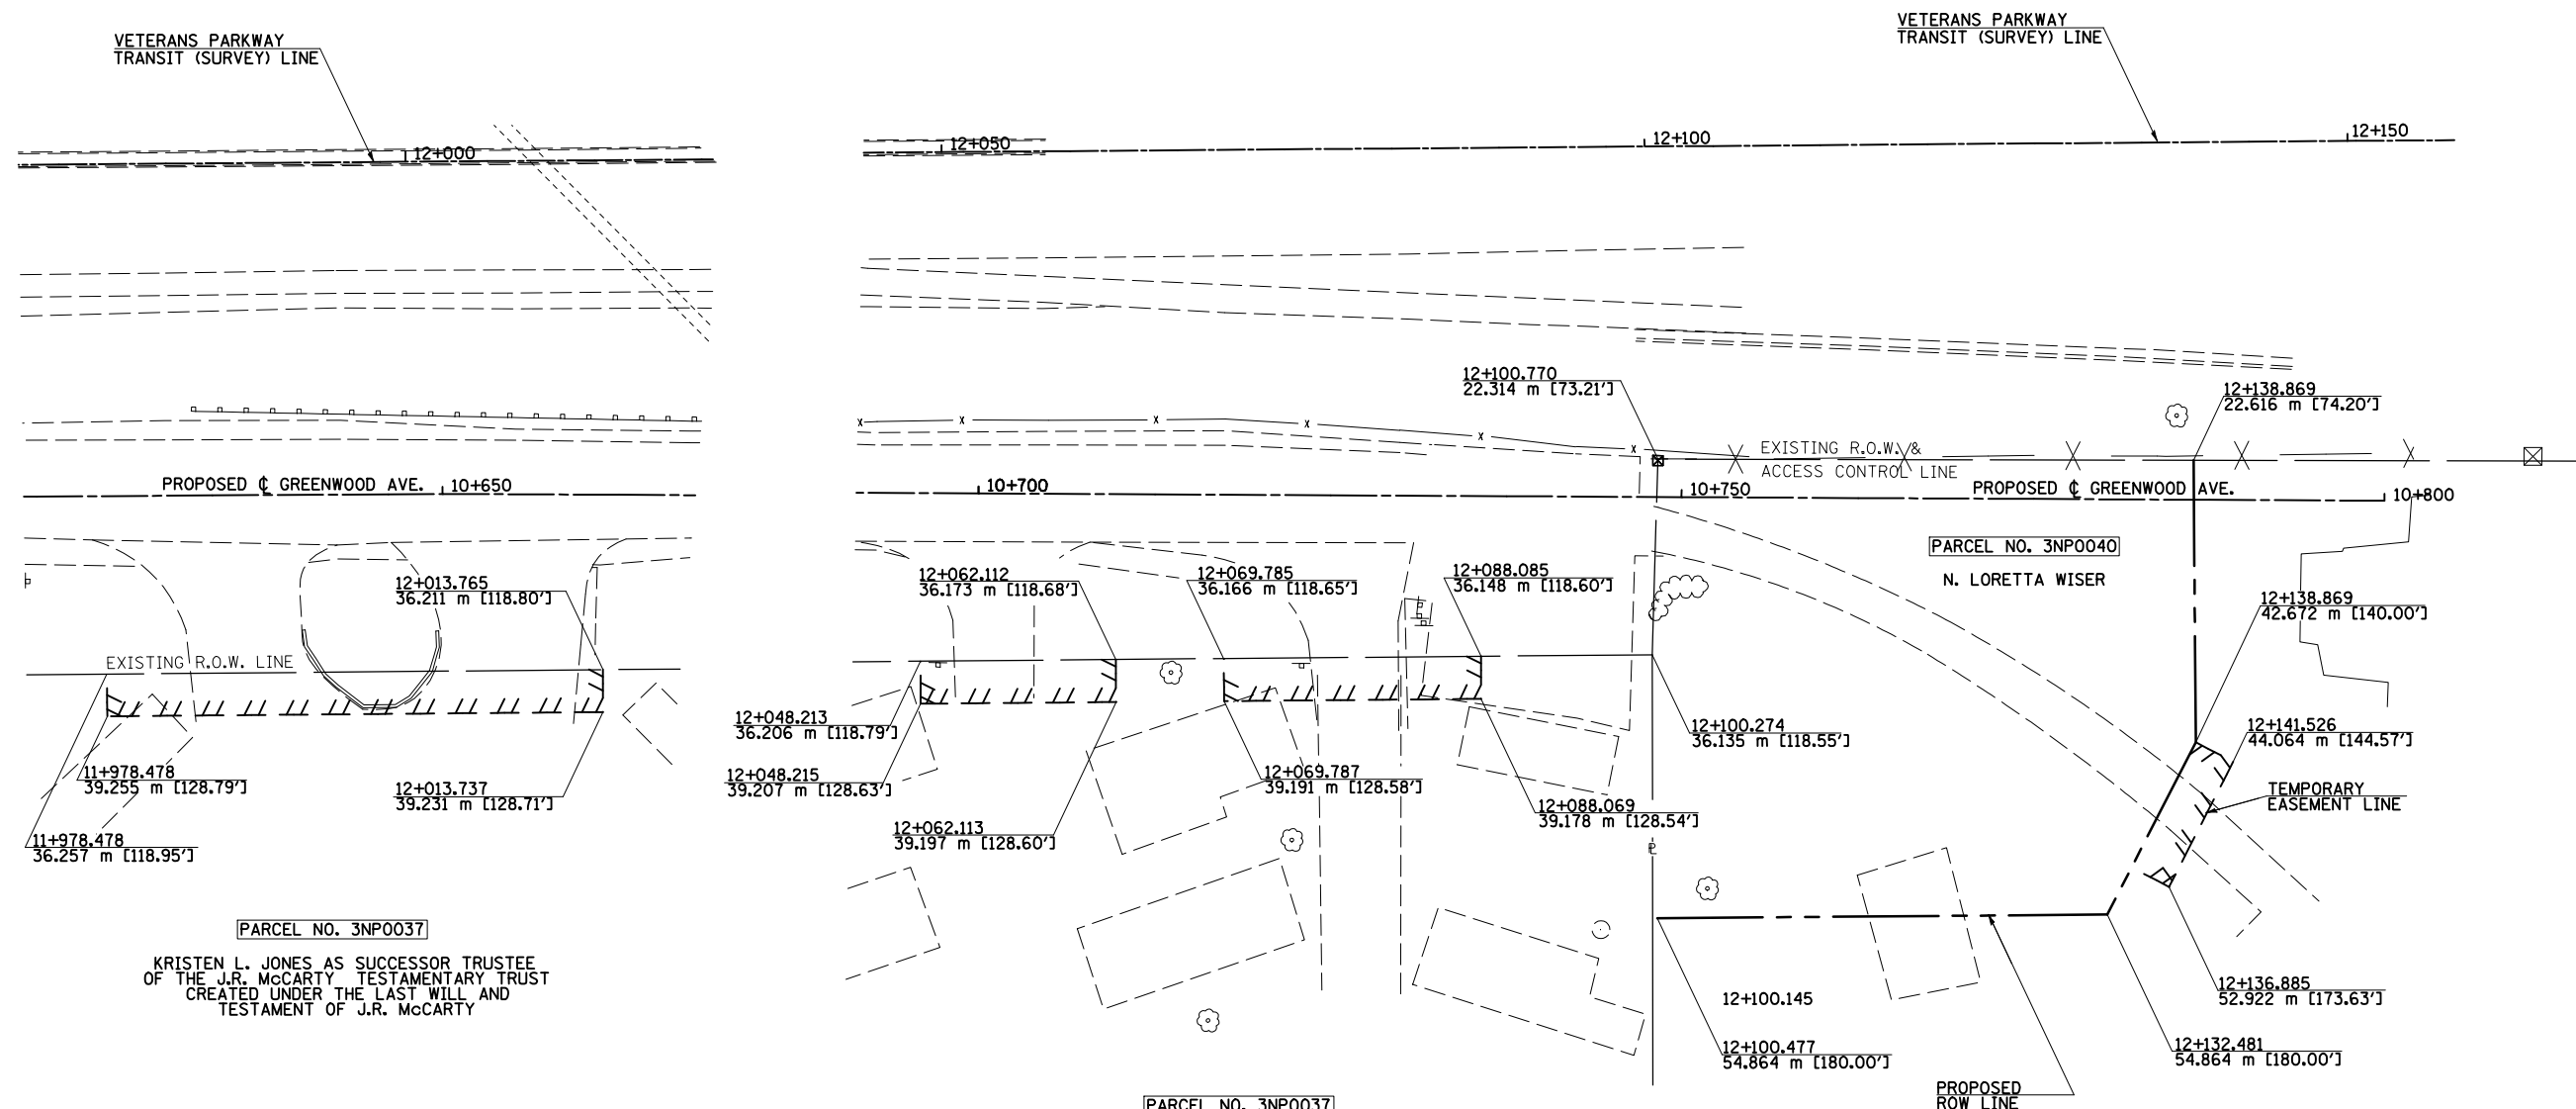 VETERANS PARKWAY
TRANSIT (SURVEY) LINE
VETERANS PARKWAY
TRANSIT (SURVEY) LINE
12+000
12+050
12+100
12+150
12+100.770
22.314 m [73.21']
12+138.869
22.616 m [74.20']
EXISTING R.O.W. &
ACCESS CONTROL LINE
PROPOSED ℄ GREENWOOD AVE.
10+650
10+700
10+750
PROPOSED ℄ GREENWOOD AVE.
10+800
PARCEL NO. 3NP0040
N. LORETTA WISER
12+013.765
36.211 m [118.80']
12+062.112
36.173 m [118.68']
12+069.785
36.166 m [118.65']
12+088.085
36.148 m [118.60']
12+138.869
42.672 m [140.00']
EXISTING R.O.W. LINE
12+048.213
36.206 m [118.79']
12+100.274
36.135 m [118.55']
12+141.526
44.064 m [144.57']
11+978.478
39.255 m [128.79']
12+013.737
39.231 m [128.71']
12+048.215
39.207 m [128.63']
12+069.787
39.191 m [128.58']
12+088.069
39.178 m [128.54']
TEMPORARY
EASEMENT LINE
11+978.478
36.257 m [118.95']
12+062.113
39.197 m [128.60']
℄
PARCEL NO. 3NP0037
KRISTEN L. JONES AS SUCCESSOR TRUSTEE
OF THE J.R. McCARTY TESTAMENTARY TRUST
CREATED UNDER THE LAST WILL AND
TESTAMENT OF J.R. McCARTY
12+100.145
12+136.885
52.922 m [173.63']
12+100.477
54.864 m [180.00']
12+132.481
54.864 m [180.00']
PROPOSED
ROW LINE
PARCEL NO. 3NP0037